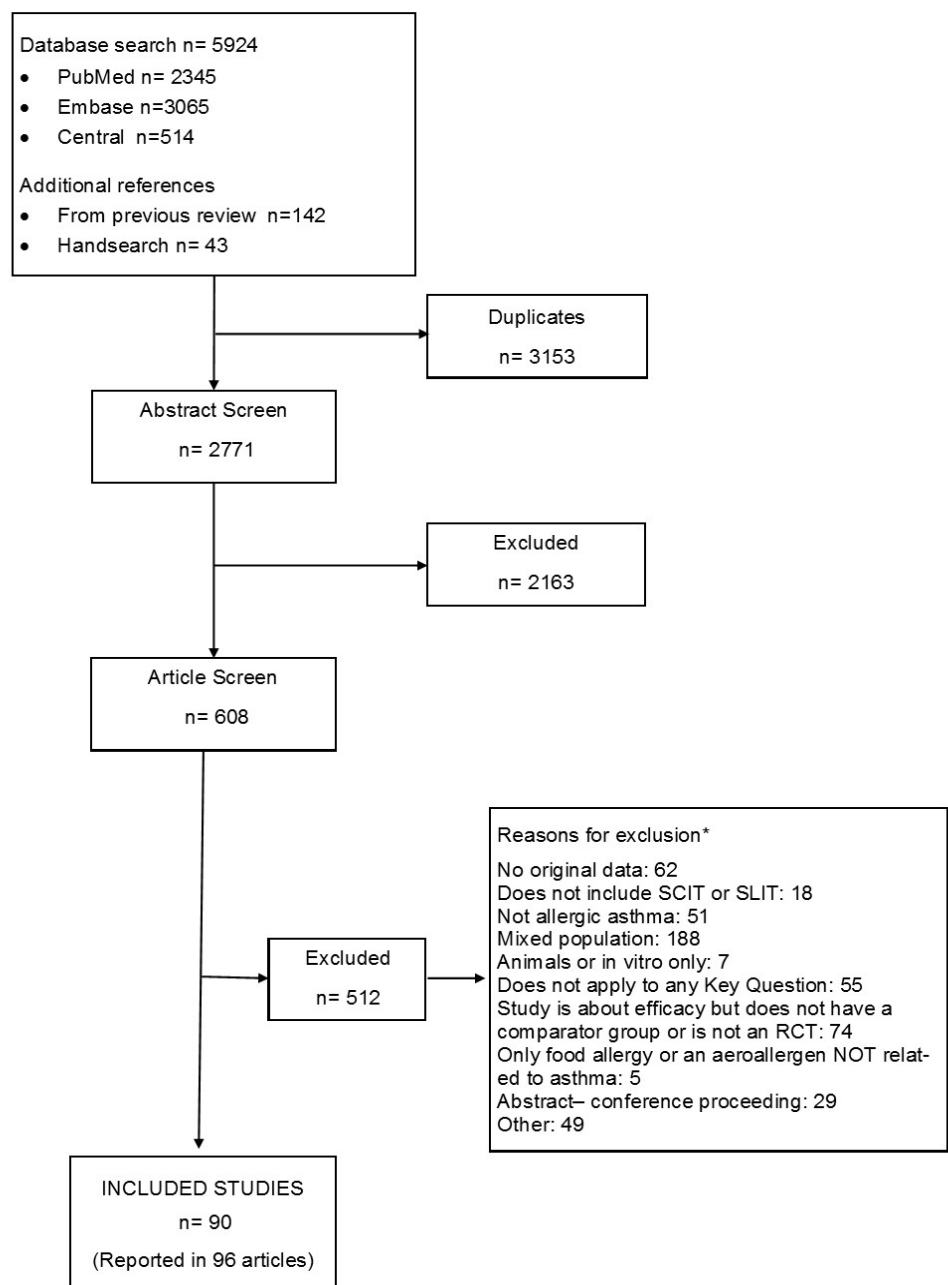 Database search n= 5924
• PubMed n= 2345
• Embase n=3065
• Central n=514
Additional references
• From previous review n=142
• Handsearch n= 43
Duplicates
n= 3153
Abstract Screen
n= 2771
Excluded
n= 2163
Article Screen
n= 608
Excluded
n= 512
Reasons for exclusion*
No original data: 62
Does not include SCIT or SLIT: 18
Not allergic asthma: 51
Mixed population: 188
Animals or in vitro only: 7
Does not apply to any Key Question: 55
Study is about efficacy but does not have a
comparator group or is not an RCT: 74
Only food allergy or an aeroallergen NOT relat-
ed to asthma: 5
Abstract– conference proceeding: 29
Other: 49
INCLUDED STUDIES
n= 90
(Reported in 96 articles)